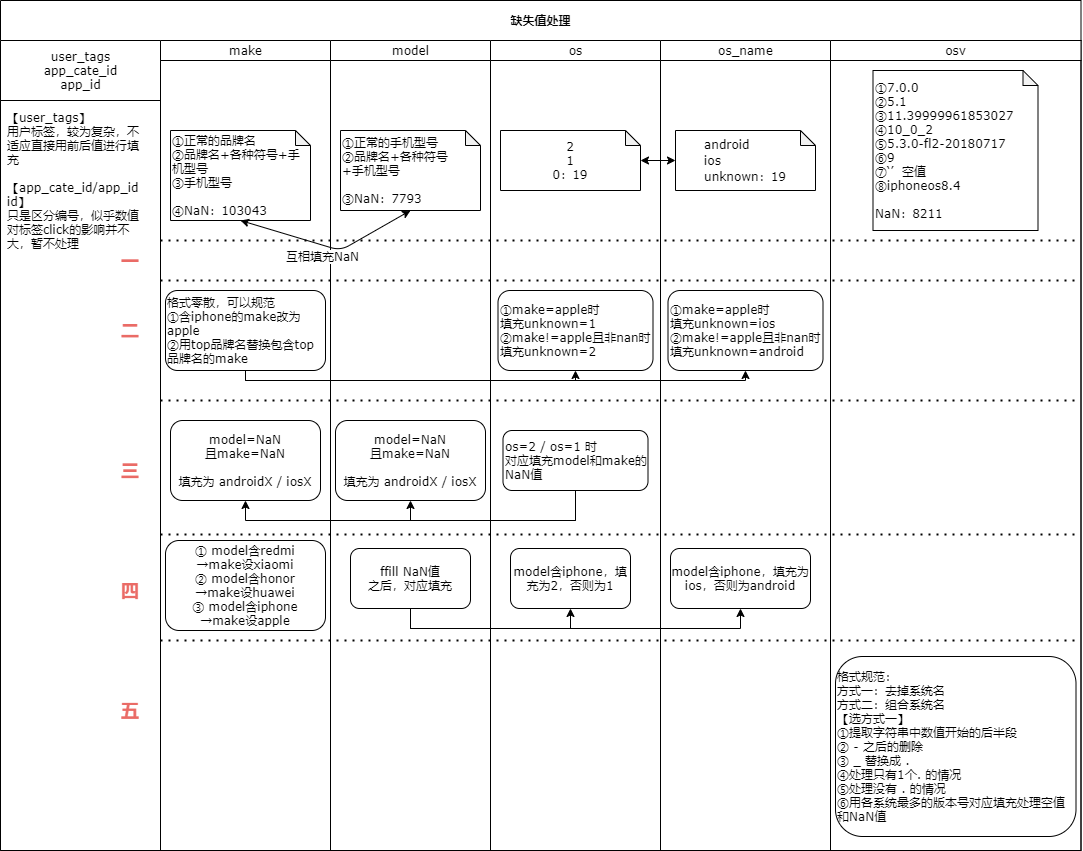 缺失值处理
user_tags
app_cate_id
app_id
make
model
os
os_name
osv
【user_tags】
用户标签，较为复杂，不
适应直接用前后值进行填
充
【app_cate_id/app_id
id】
只是区分编号，似乎数值
对标签click的影响并不
大，暂不处理
①正常的品牌名
②品牌名+各种符号+手
机型号
③手机型号
④NaN：103043
①正常的手机型号
②品牌名+各种符号
+手机型号
③NaN：7793
2
1
0：19
android
ios
unknown：19
①7.0.0
②5.1
③11.39999961853027
④10_0_2
⑤5.3.0-fl2-20180717
⑥9
⑦'' 空值
⑧iphoneos8.4
NaN：8211
互相填充NaN
一
二
格式零散，可以规范
①含iphone的make改为
apple
②用top品牌名替换包含top
品牌名的make
①make=apple时
填充unknown=1
②make!=apple且非nan时
填充unknown=2
①make=apple时
填充unknown=ios
②make!=apple且非nan时
填充unknown=android
三
model=NaN
且make=NaN
填充为 androidX / iosX
model=NaN
且make=NaN
填充为 androidX / iosX
os=2 / os=1 时
对应填充model和make的
NaN值
四
① model含redmi
→make设xiaomi
② model含honor
→make设huawei
③ model含iphone
→make设apple
ffill NaN值
之后，对应填充
model含iphone，填
充为2，否则为1
model含iphone，填充为
ios，否则为android
五
格式规范：
方式一：去掉系统名
方式二：组合系统名
【选方式一】
①提取字符串中数值开始的后半段
② - 之后的删除
③ _ 替换成 .
④处理只有1个. 的情况
⑤处理没有 . 的情况
⑥用各系统最多的版本号对应填充处理空值
和NaN值